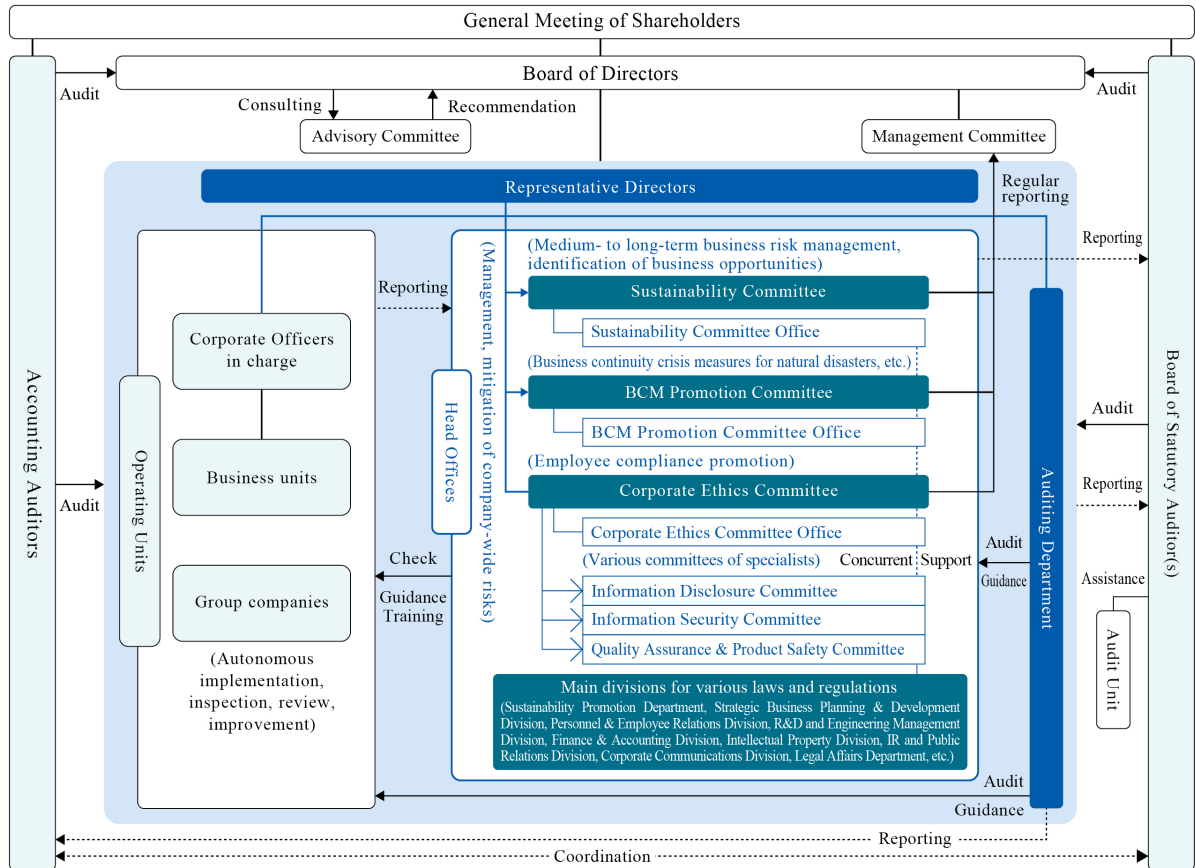 General Meeting of Shareholders
Board of Directors
Audit
Audit
Consulting
Recommendation
Advisory Committee
Management Committee
Representative Directors
Regular
reporting
Accounting Auditors
Audit
Operating Units
Corporate Officers
in charge
Business units
Group companies
(Autonomous
implementation,
inspection, review,
improvement)
Reporting
Check
Guidance
Training
Head Offices
(Management, mitigation of company-wide risks)
(Medium- to long-term business risk management,
identification of business opportunities)
Sustainability Committee
Sustainability Committee Office
(Business continuity crisis measures for natural disasters, etc.)
BCM Promotion Committee
BCM Promotion Committee Office
(Employee compliance promotion)
Corporate Ethics Committee
Corporate Ethics Committee Office
(Various committees of specialists)
Concurrent Support
Information Disclosure Committee
Information Security Committee
Quality Assurance & Product Safety Committee
Main divisions for various laws and regulations
(Sustainability Promotion Department, Strategic Business Planning & Development
Division, Personnel & Employee Relations Division, R&D and Engineering Management
Division, Finance & Accounting Division, Intellectual Property Division, IR and Public
Relations Division, Corporate Communications Division, Legal Affairs Department, etc.)
Audit
Guidance
Auditing Department
Audit
Guidance
Reporting
Audit
Reporting
Assistance
Audit Unit
Board of Statutory Auditor(s)
Reporting
Coordination